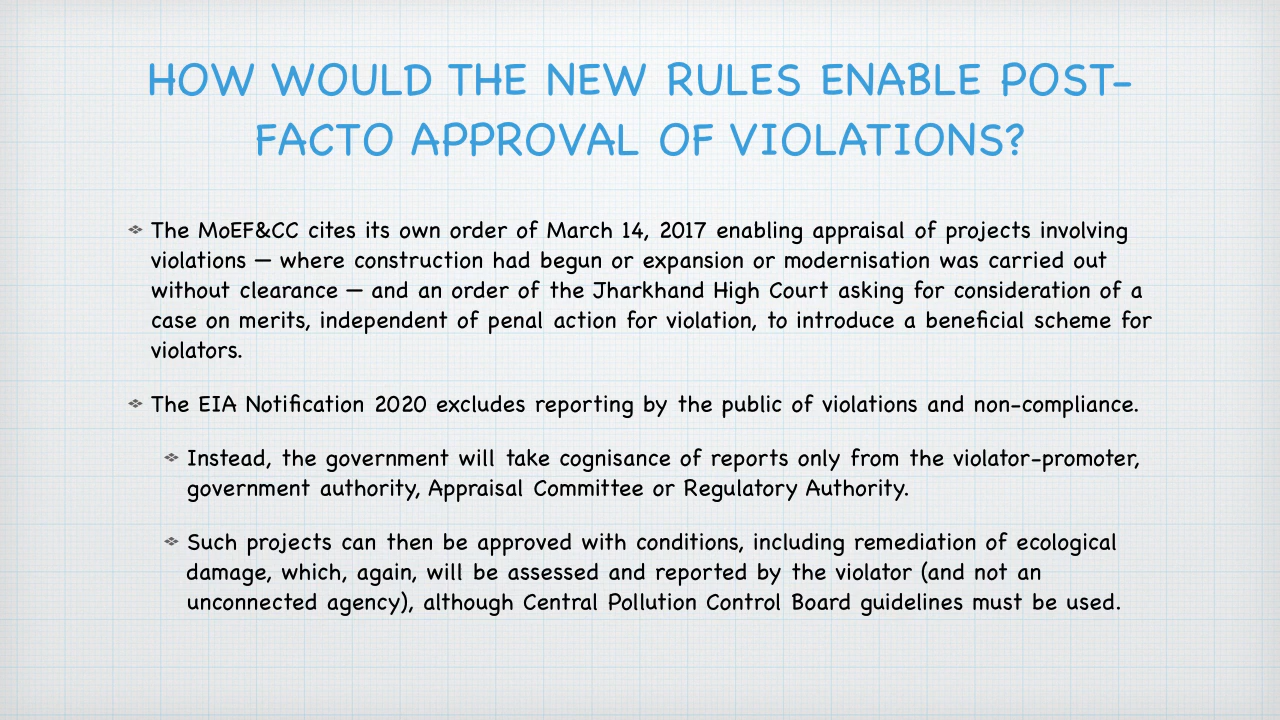 HOW WOULD THE NEW RULES ENABLE POST-
FACTO APPROVAL OF VIOLATIONS?
The MoEF&CC cites its own order of March 14, 2017 enabling appraisal of projects involving
violations — where construction had begun or expansion or modernisation was carried out
without clearance — and an order of the Jharkhand High Court asking for consideration of a
case on merits, independent of penal action for violation, to introduce a beneficial scheme for
violators.
The EIA Notification 2020 excludes reporting by the public of violations and non-compliance.
Instead, the government will take cognisance of reports only from the violator-promoter,
government authority, Appraisal Committee or Regulatory Authority.
Such projects can then be approved with conditions, including remediation of ecological
damage, which, again, will be assessed and reported by the violator (and not an
unconnected agency), although Central Pollution Control Board guidelines must be used.